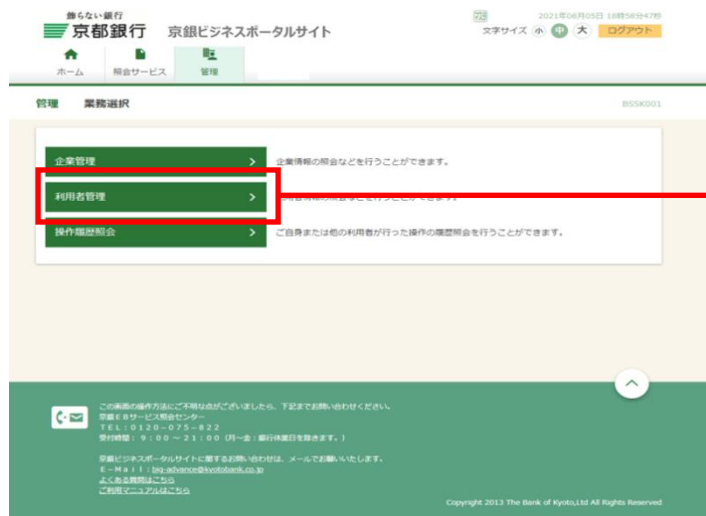 飾らない銀行
京都銀行 京銀ビジネスポータルサイト
2021年08月05日 16時58分47秒
文字サイズ 小 中 大 ログアウト
ホーム 照会サービス 管理
管理 業務選択 BSSK001
企業管理 企業情報の照会などを行うことができます。
利用者管理
操作履歴照会 ご自身または他の利用者が行った操作の履歴照会を行うことができます。
この画面の操作方法にご不明な点がございましたら、下記までお問い合わせください。
京銀EBサービス照会センター
TEL:0120-075-822
受付時間: 9:00~21:00 (月~金:銀行休業日を除きます。)
京銀ビジネスポータルサイトに関するお問い合わせは、メールでお願いいたします。
E-Mail:big-advance@kyotobank.co.jp
よくある質問はこちら
ご利用マニュアルはこちら
Copyright 2013 The Bank of Kyoto,Ltd All Rights Reserved